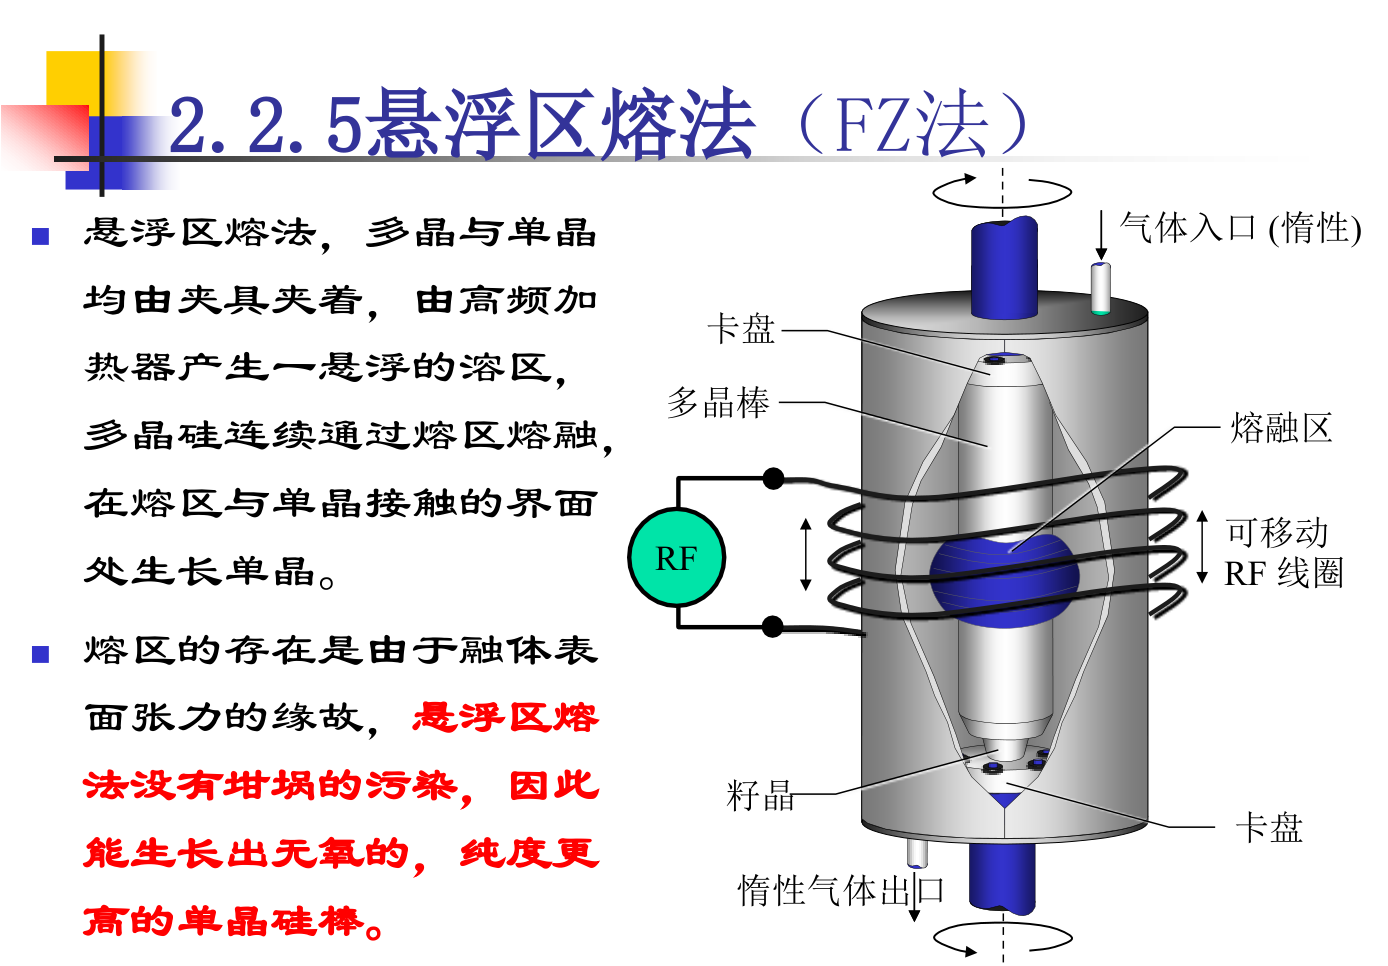 2.2.5悬浮区熔法（FZ法）
悬浮区熔法，多晶与单晶
均由夹具夹着，由高频加
热器产生一悬浮的溶区，
多晶硅连续通过熔区熔融，
在熔区与单晶接触的界面
处生长单晶。
熔区的存在是由于融体表
面张力的缘故，悬浮区熔
法没有坩埚的污染，因此
能生长出无氧的，纯度更
高的单晶硅棒。
气体入口 (惰性)
卡盘
多晶棒
熔融区
RF
可移动
RF 线圈
籽晶
卡盘
惰性气体出口